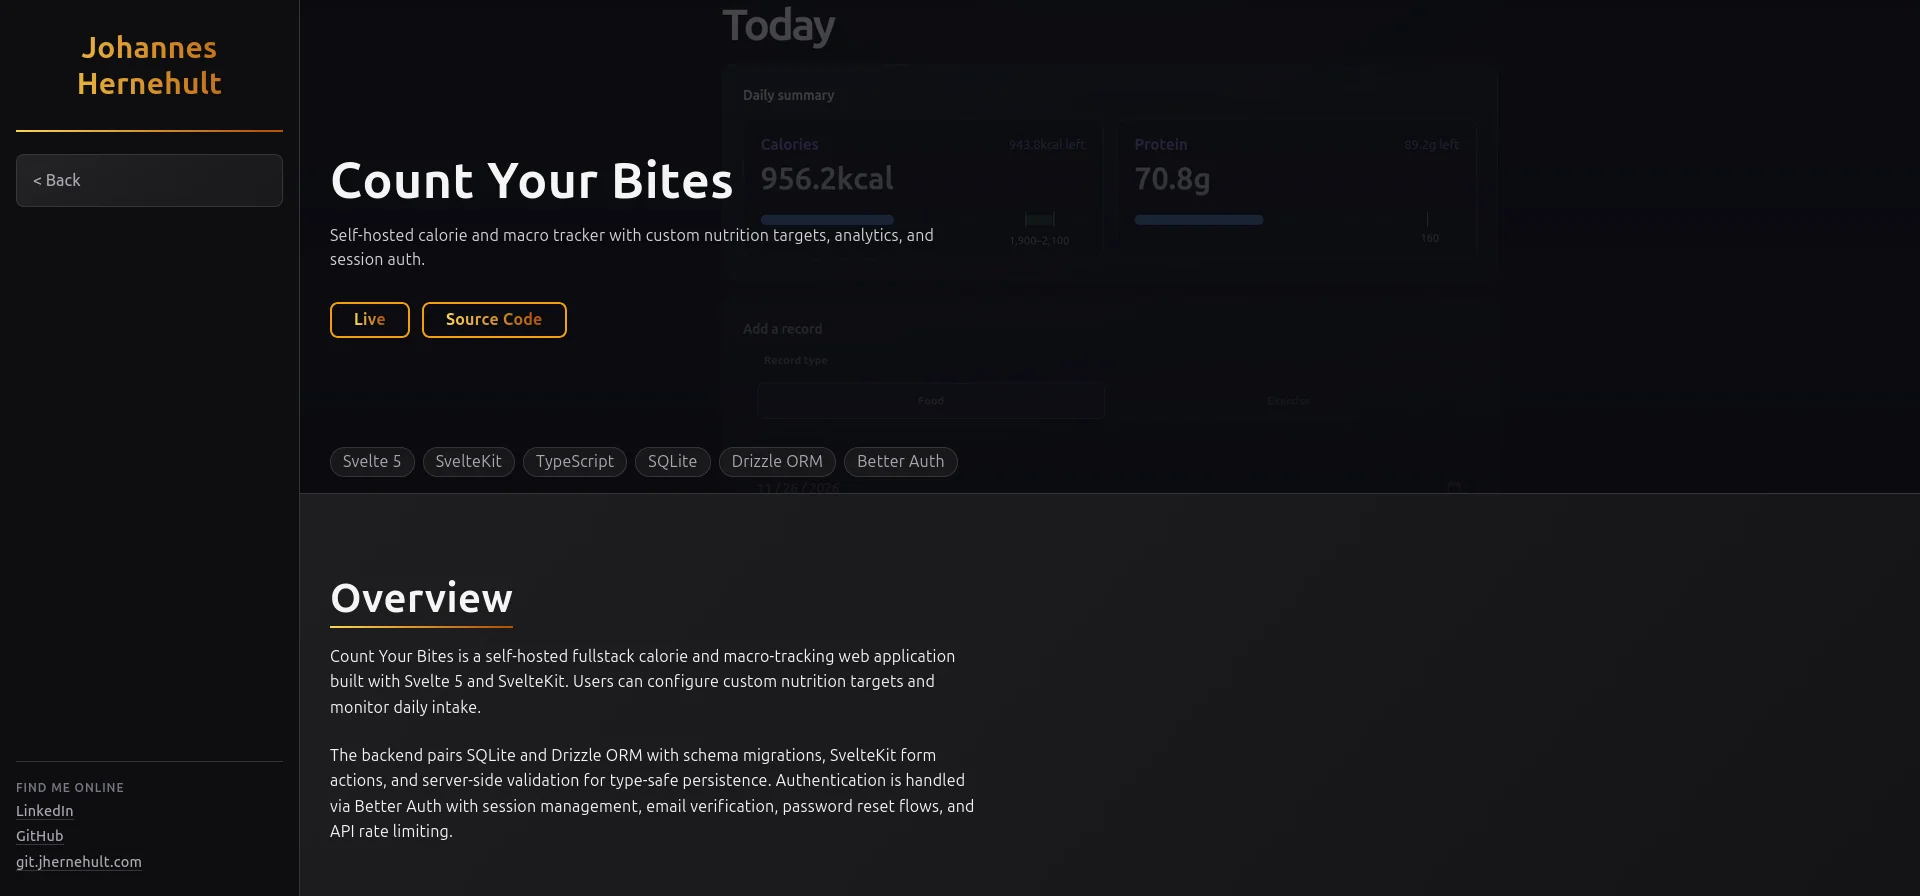 Johannes
Hernehult
< Back
FIND ME ONLINE
LinkedIn
GitHub
git.jhernehult.com
Today
Daily summary
Calories
943.8kcal left
956.2kcal
1,900–2,100
Protein
89.2g left
70.8g
160
Add a record
Record type
Food
Exercise
11 / 26 / 2026
Count Your Bites
Self-hosted calorie and macro tracker with custom nutrition targets, analytics, and
session auth.
Live
Source Code
Svelte 5
SvelteKit
TypeScript
SQLite
Drizzle ORM
Better Auth
Overview
Count Your Bites is a self-hosted fullstack calorie and macro-tracking web application
built with Svelte 5 and SvelteKit. Users can configure custom nutrition targets and
monitor daily intake.
The backend pairs SQLite and Drizzle ORM with schema migrations, SvelteKit form
actions, and server-side validation for type-safe persistence. Authentication is handled
via Better Auth with session management, email verification, password reset flows, and
API rate limiting.